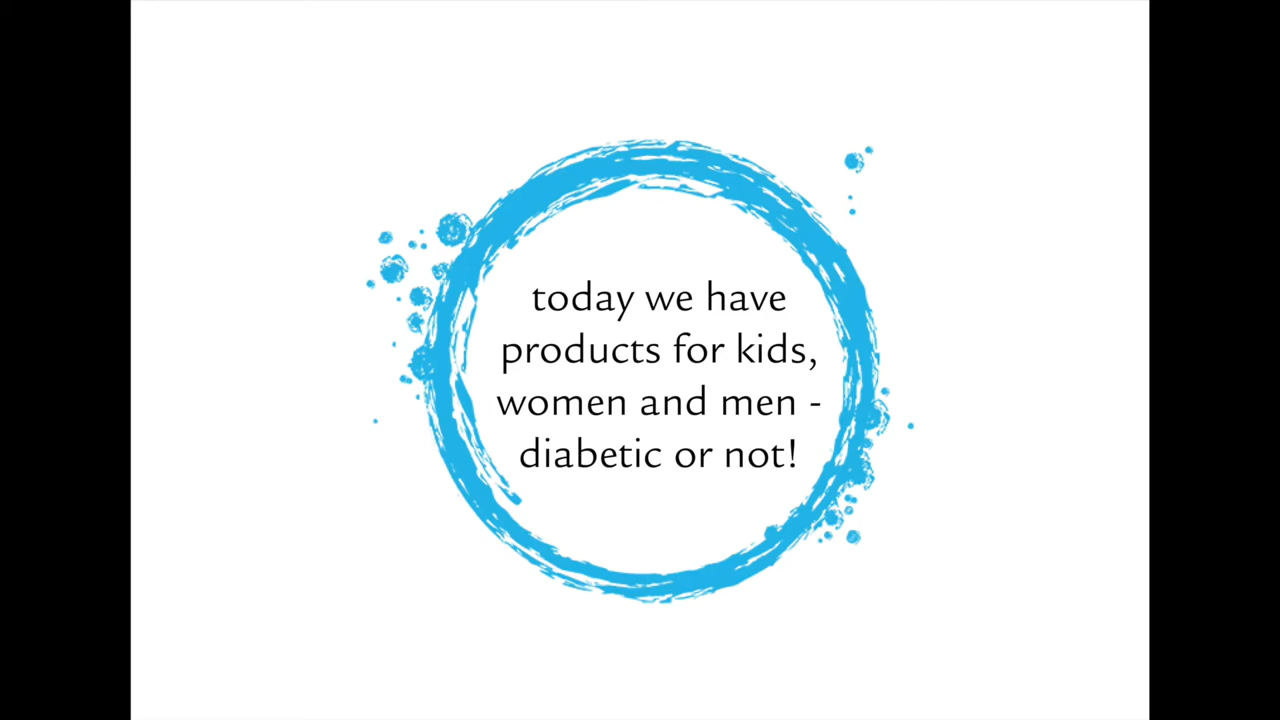 today we have
products for kids,
women and men -
diabetic or not!